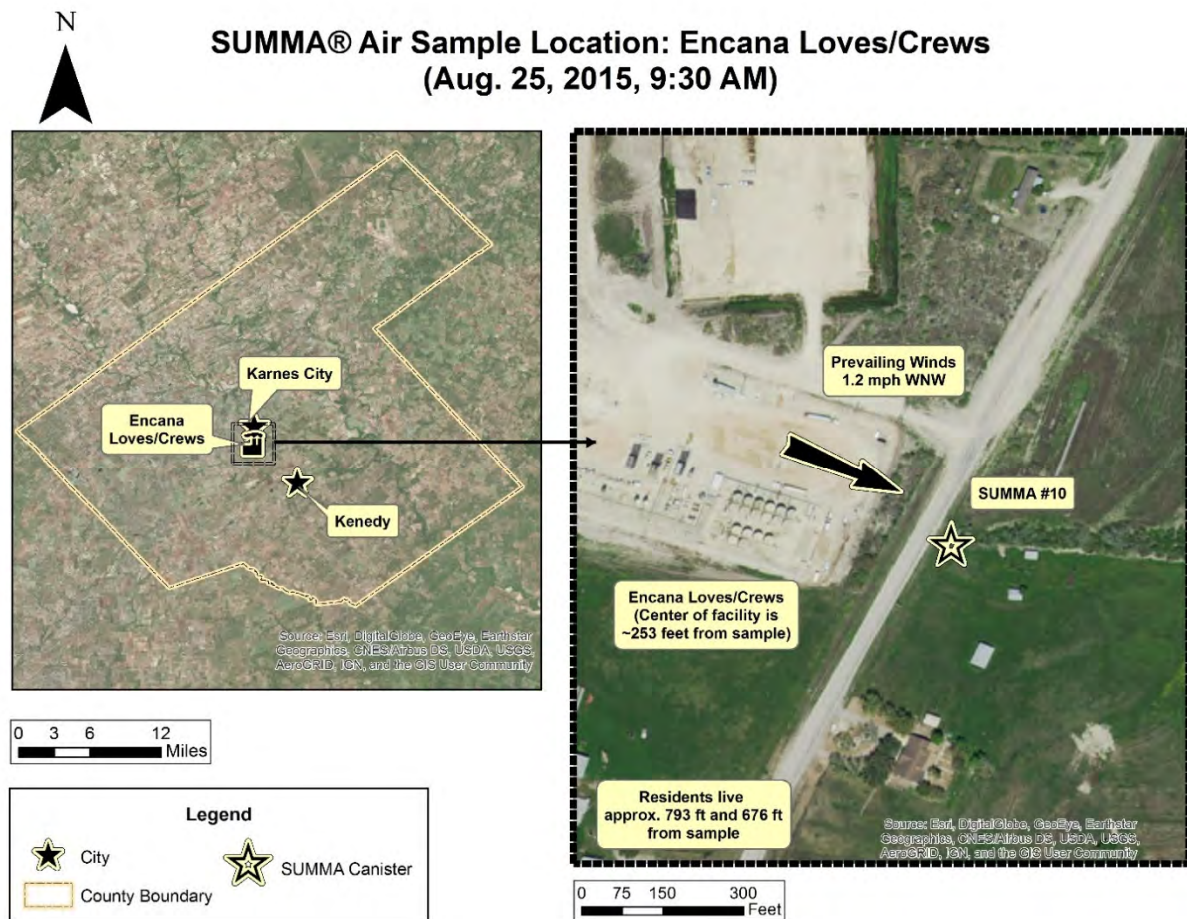 N
SUMMA® Air Sample Location: Encana Loves/Crews
(Aug. 25, 2015, 9:30 AM)
Karnes City
Encana
Loves/Crews
Kenedy
Source: Esri, DigitalGlobe, GeoEye, Earthstar
Geographics, CNES/Airbus DS, USDA, USGS,
AeroGRID, IGN, and the GIS User Community
0 3 6 12
Miles
Legend
City
SUMMA Canister
County Boundary
Prevailing Winds
1.2 mph WNW
SUMMA #10
Encana Loves/Crews
(Center of facility is
~253 feet from sample)
Residents live
approx. 793 ft and 676 ft
from sample
Source: Esri, DigitalGlobe, GeoEye, Earthstar
Geographics, CNES/Airbus DS, USDA, USGS,
AeroGRID, IGN, and the GIS User Community
0 75 150 300
Feet